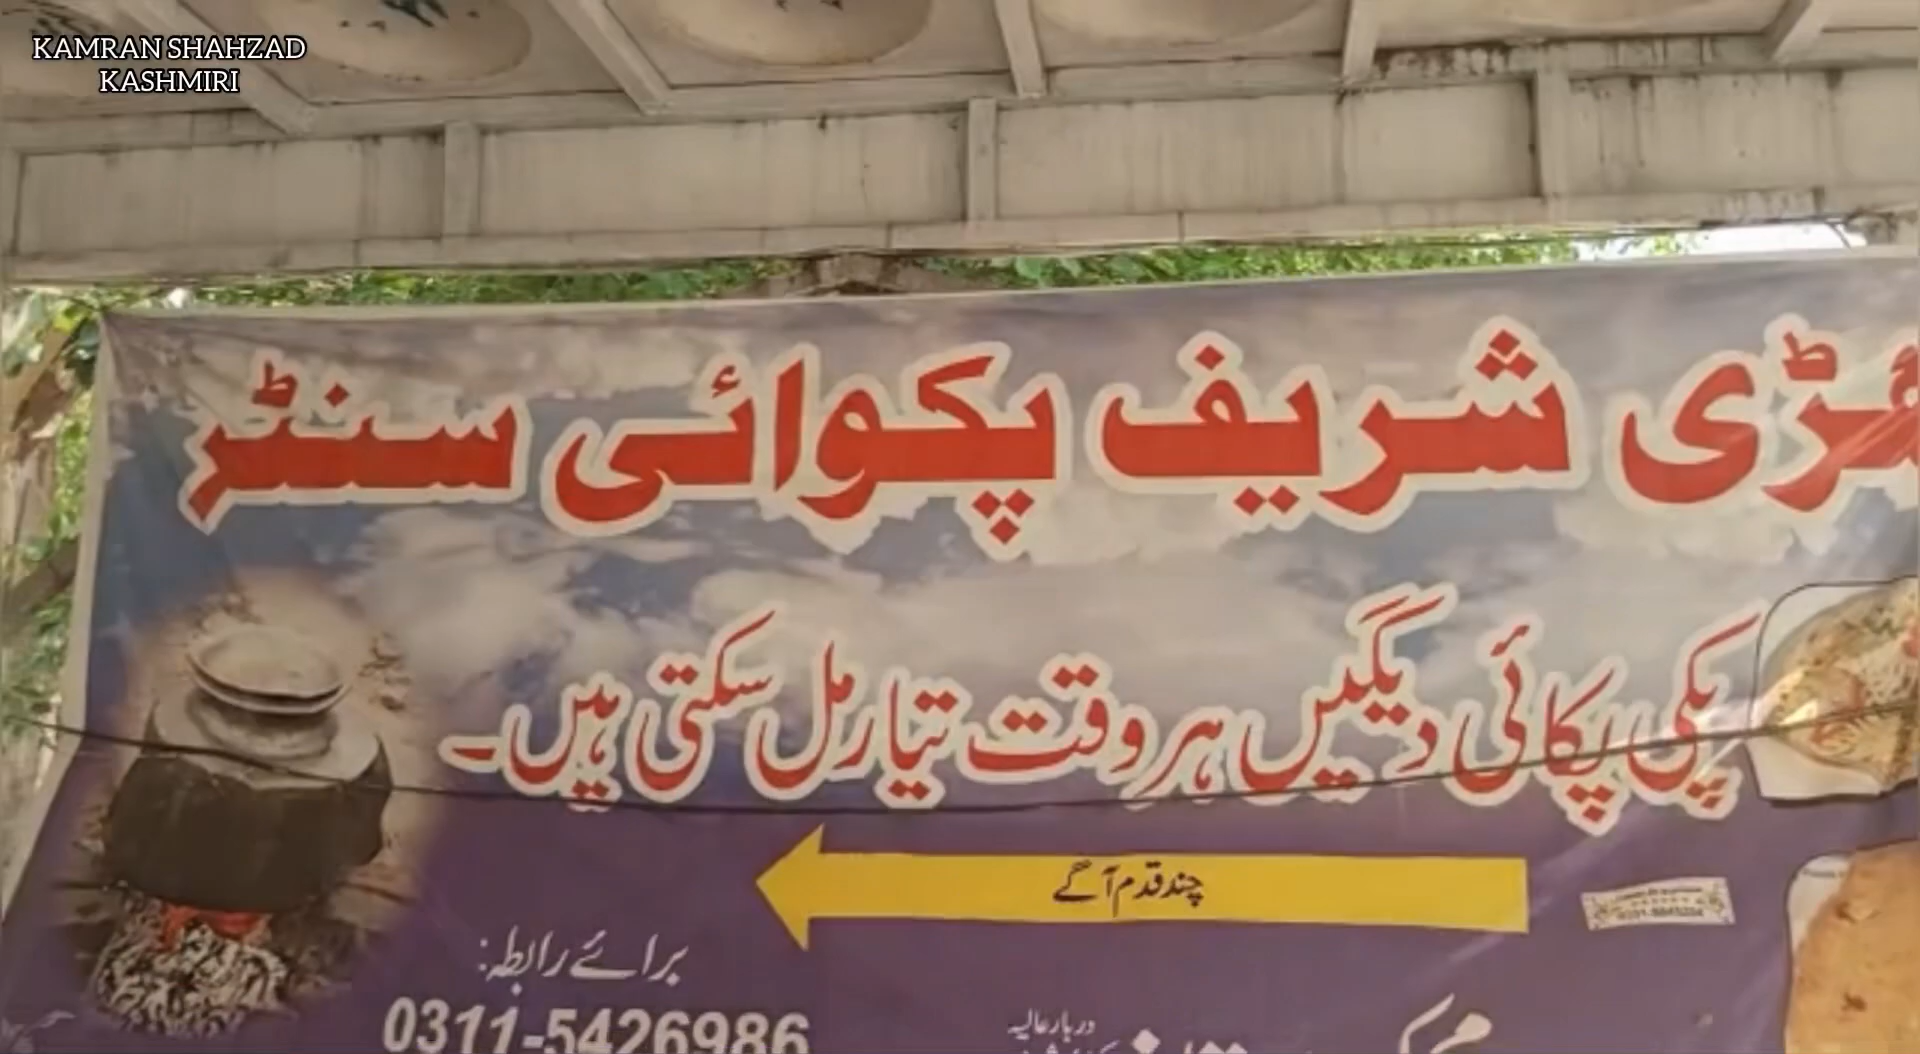 KAMRAN SHAHZAD
KASHMIRI
شریف پکوائی سنٹر
پکی پکائی دیگیں ہر وقت تیار مل سکتی ہیں۔
چند قدم آگے
برائے رابطہ:
0311-5426986
دربار عالیہ